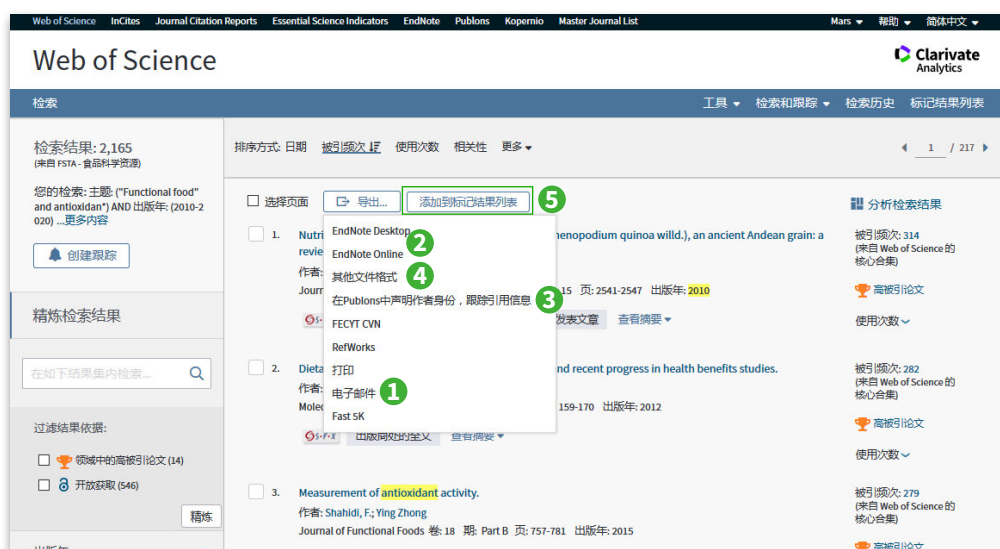 Web of Science InCites Journal Citation Reports Essential Science Indicators EndNote Publons Kopernio Master Journal List Mars 帮助 简体中文
Web of Science
Clarivate
Analytics
检索 工具 检索和跟踪 检索历史 标记结果列表
检索结果: 2,165
(来自 FSTA - 食品科学资源)
排序方式: 日期 被引频次 使用次数 相关性 更多
1 / 217
您的检索: 主题: ("Functional food"
and antioxidan*) AND 出版年: (2010-2
020) ...更多内容
创建跟踪
选择页面 导出... 添加到标记结果列表 5
分析检索结果
EndNote Desktop
EndNote Online 2
其他文件格式 4
在Publons中声明作者身份，跟踪引用信息 3
FECYT CVN
RefWorks
打印
电子邮件 1
Fast 5K
1. Nutri henopodium quinoa willd.), an ancient Andean grain: a
revie
作者:
Journ 15 页: 2541-2547 出版年: 2010
S· 发表文章 查看摘要
被引频次: 314
(来自 Web of Science 的
核心合集)
高被引论文
使用次数
精炼检索结果
在如下结果集内检索...
过滤结果依据:
领域中的高被引论文 (14)
开放获取 (546)
精炼
2. Dieta nd recent progress in health benefits studies.
作者:
Molec 159-170 出版年: 2012
S·F·X 出版商处的全文 查看摘要
被引频次: 282
(来自 Web of Science 的
核心合集)
高被引论文
使用次数
3. Measurement of antioxidant activity.
作者: Shahidi, F.; Ying Zhong
Journal of Functional Foods 卷: 18 期: Part B 页: 757-781 出版年: 2015
被引频次: 279
(来自 Web of Science 的
核心合集)
高被引论文